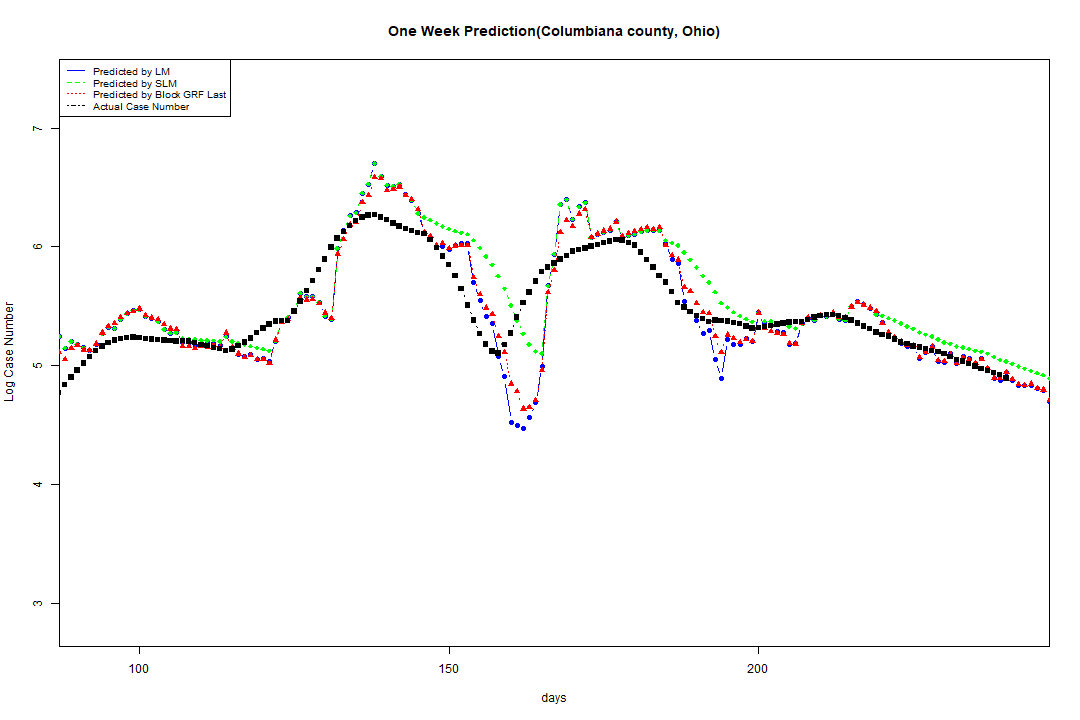 One Week Prediction(Columbiana county, Ohio)
Predicted by LM
Predicted by SLM
Predicted by Block GRF Last
Actual Case Number
7
6
5
4
3
Log Case Number
100
150
200
days